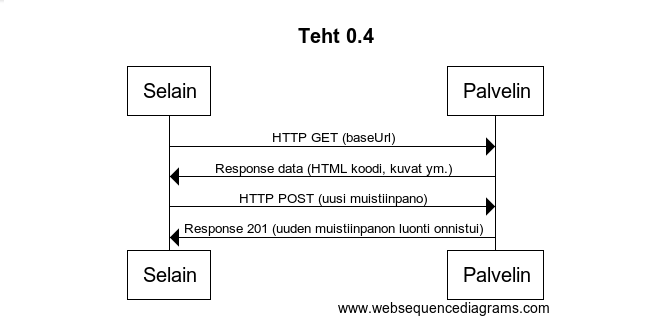 Teht 0.4
Selain
Palvelin
HTTP GET (baseUrl)
Response data (HTML koodi, kuvat ym.)
HTTP POST (uusi muistiinpano)
Response 201 (uuden mustiinpanon luonti onnistui)
Selain
Palvelin
www.websequencediagrams.com